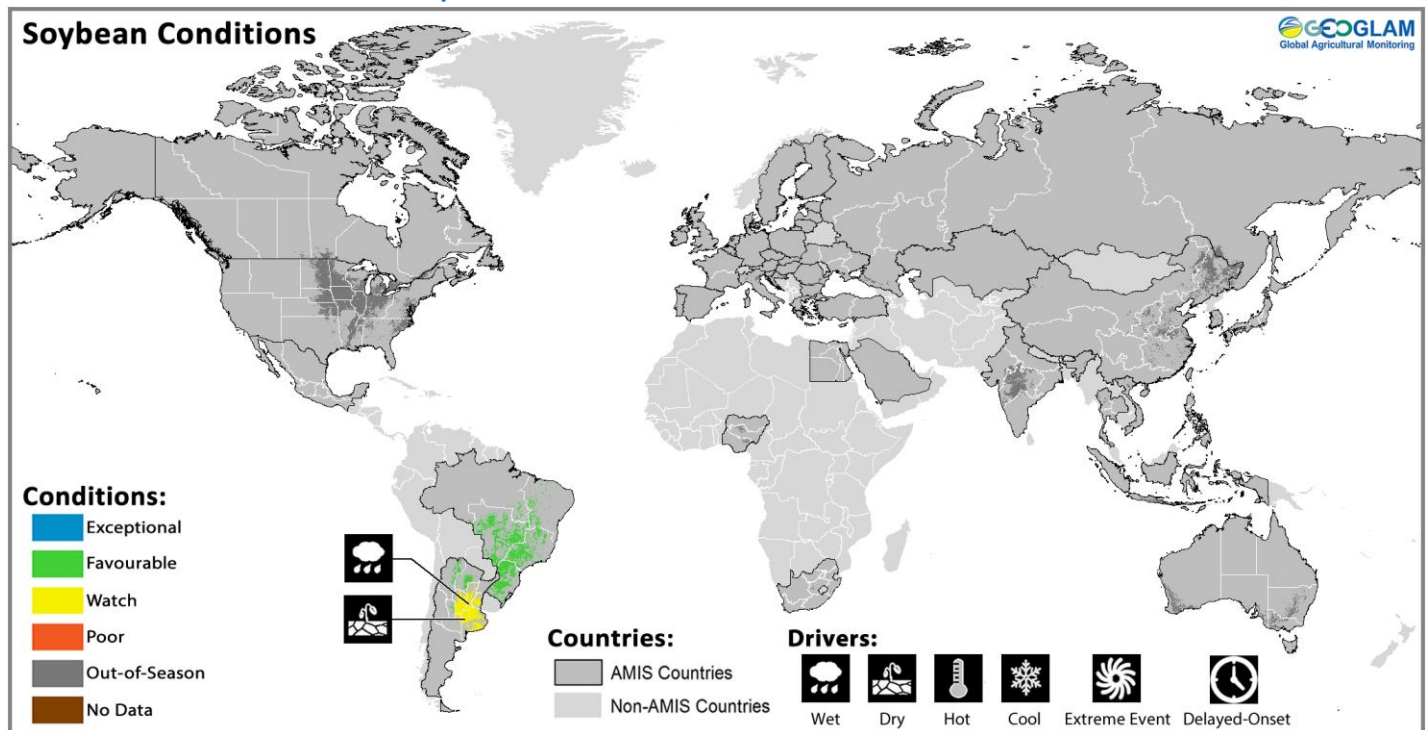 Soybean Conditions
GEOGLAM
Global Agricultural Monitoring
Conditions:
Exceptional
Favourable
Watch
Poor
Out-of-Season
No Data
Countries:
AMIS Countries
Non-AMIS Countries
Drivers:
Wet
Dry
Hot
Cool
Extreme Event
Delayed-Onset